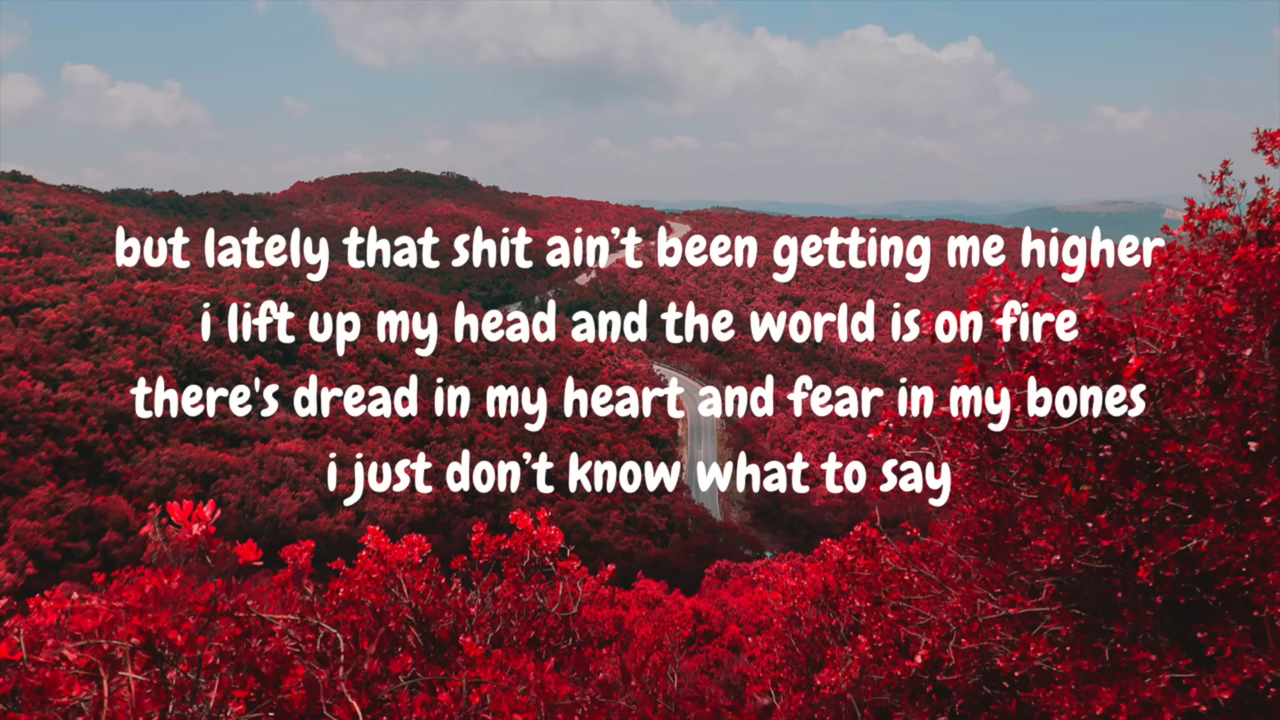 but lately that shit ain’t been getting me higher
i lift up my head and the world is on fire
there's dread in my heart and fear in my bones
i just don’t know what to say